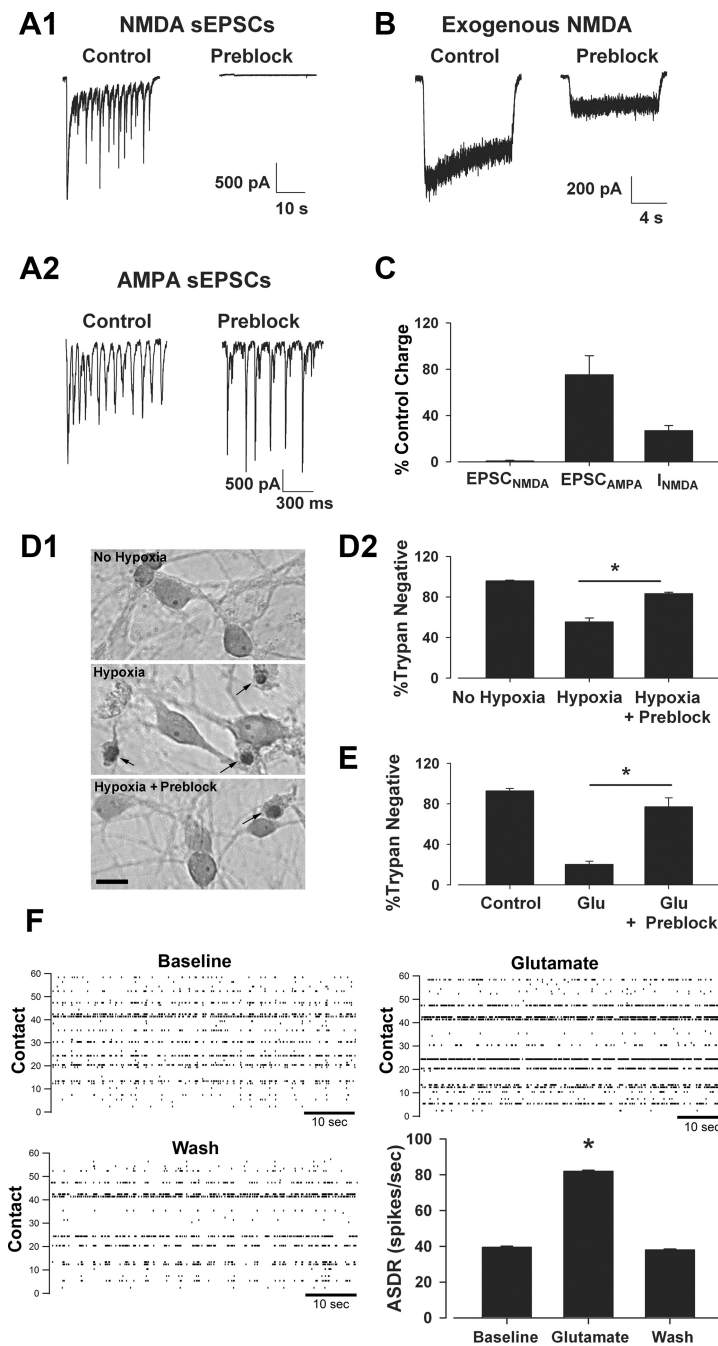 A1 NMDA sEPSCs
Control Preblock
500 pA
10 s
B Exogenous NMDA
Control Preblock
200 pA
4 s
A2 AMPA sEPSCs
Control Preblock
500 pA
300 ms
C
% Control Charge
120
80
40
0
EPSCNMDA EPSCAMPA INMDA
D1
No Hypoxia
Hypoxia
Hypoxia + Preblock
D2
%Trypan Negative
120
80
40
0
*
No Hypoxia Hypoxia Hypoxia
+ Preblock
E
%Trypan Negative
120
80
40
0
*
Control Glu Glu
+ Preblock
F
Baseline
Contact
60
50
40
30
20
10
0
10 sec
Glutamate
Contact
60
50
40
30
20
10
0
10 sec
Wash
Contact
60
50
40
30
20
10
0
10 sec
ASDR (spikes/sec)
100
80
60
40
20
0
*
Baseline Glutamate Wash